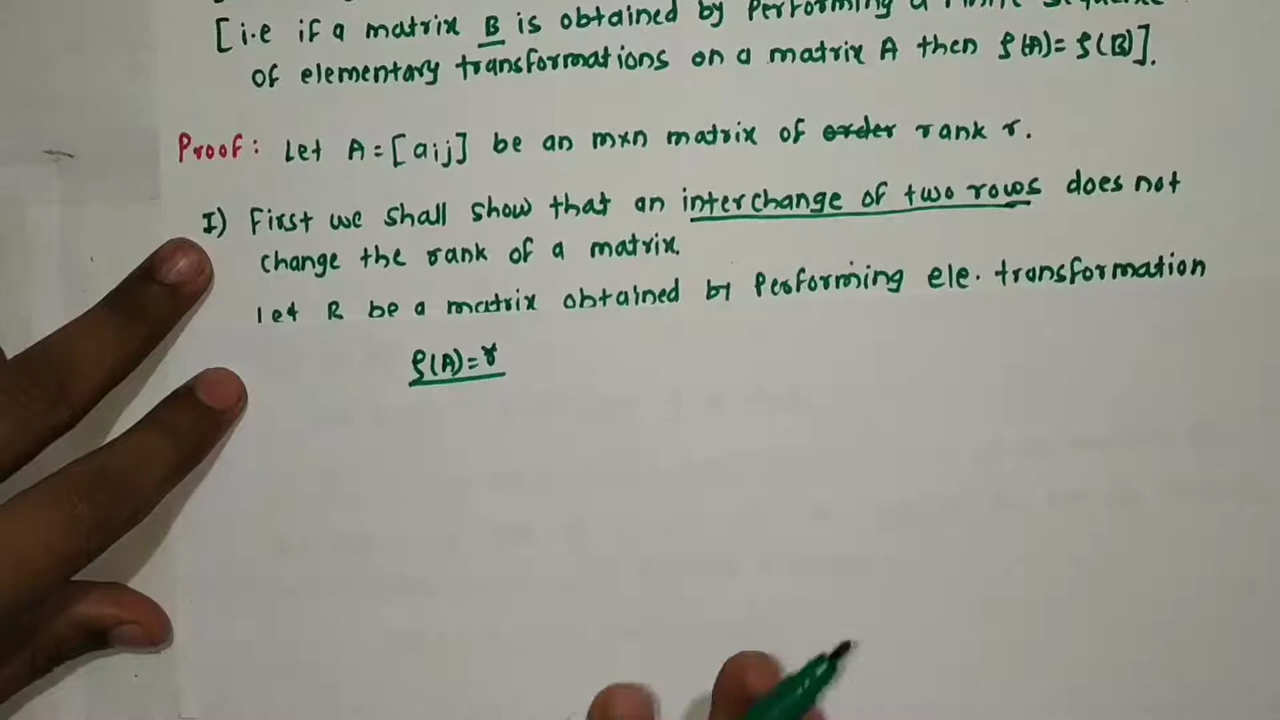 [i.e if a matrix B is obtained by Performing a
of elementary transformations on a matrix A then ρ(A)= ρ(B)].
Proof: Let A=[aij] be an mxn matrix of order rank r.
I) First we shall show that an interchange of two rows does not
change the rank of a matrix.
let R be a matrix obtained by Performing ele. transformation
ρ(A)=r